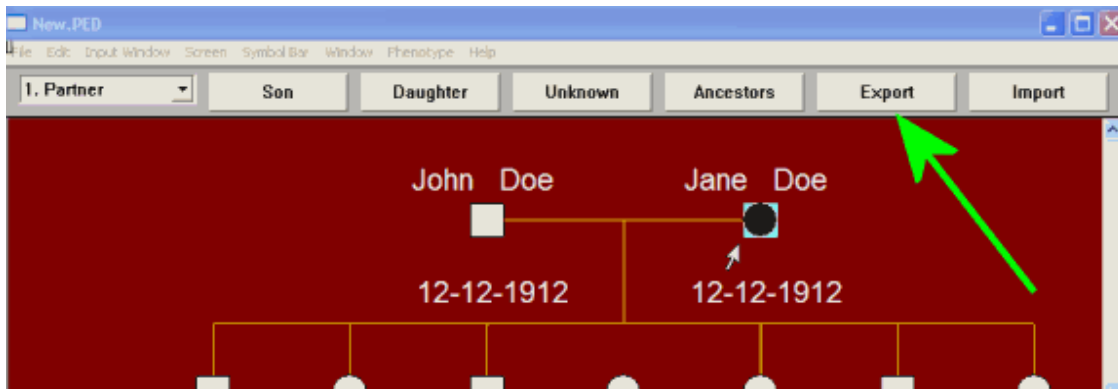 New.PED
File Edit Input Window Screen Symbol Bar Window Phenotype Help
1. Partner Son Daughter Unknown Ancestors Export Import
John Doe Jane Doe
12-12-1912 12-12-1912